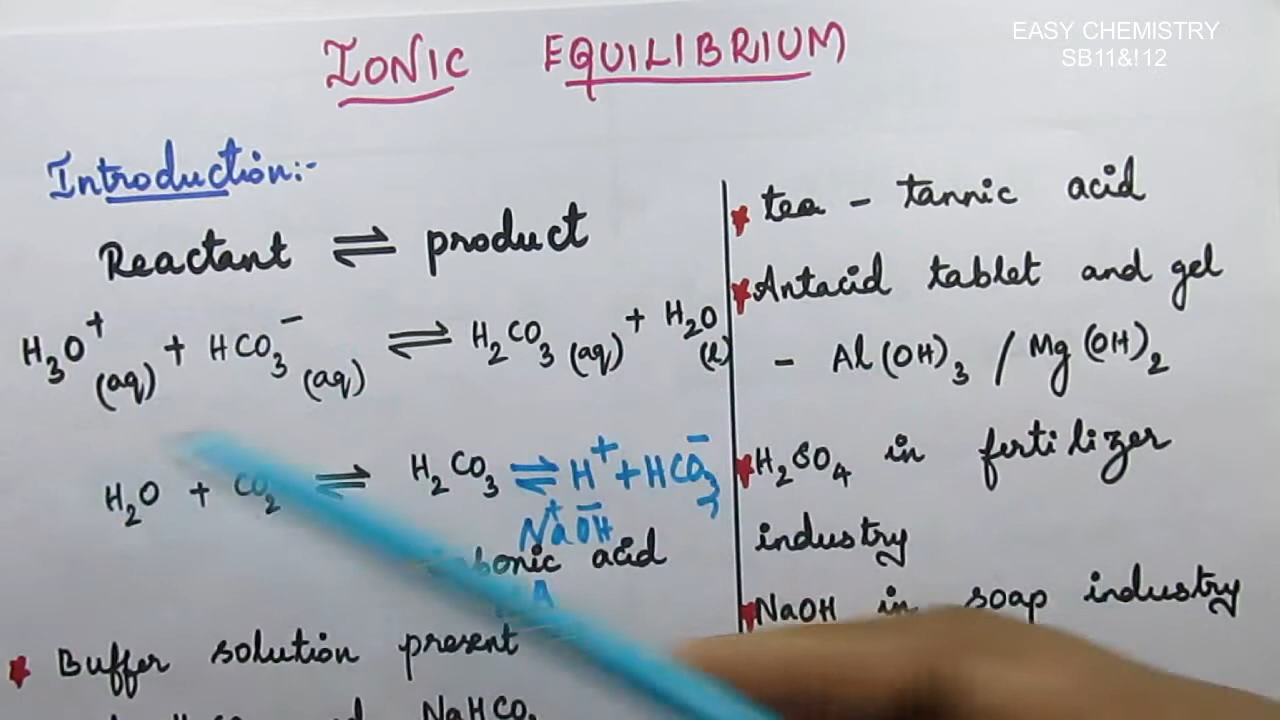 EASY CHEMISTRY
SB11&!12
IONIC EQUILIBRIUM
Introduction:-
Reactant ⇌ product
H₃O⁺(aq) + HCO₃⁻(aq) ⇌ H₂CO₃(aq) + H₂O(l)
H₂O + CO₂ ⇌ H₂CO₃ ⇌ H⁺ + HCO₃⁻
Na⁺OH⁻
acid
Buffer solution present
NaHCO₃
tea - tannic acid
Antacid tablet and gel
- Al(OH)₃ / Mg(OH)₂
H₂SO₄ in fertilizer
industry
NaOH in soap industry